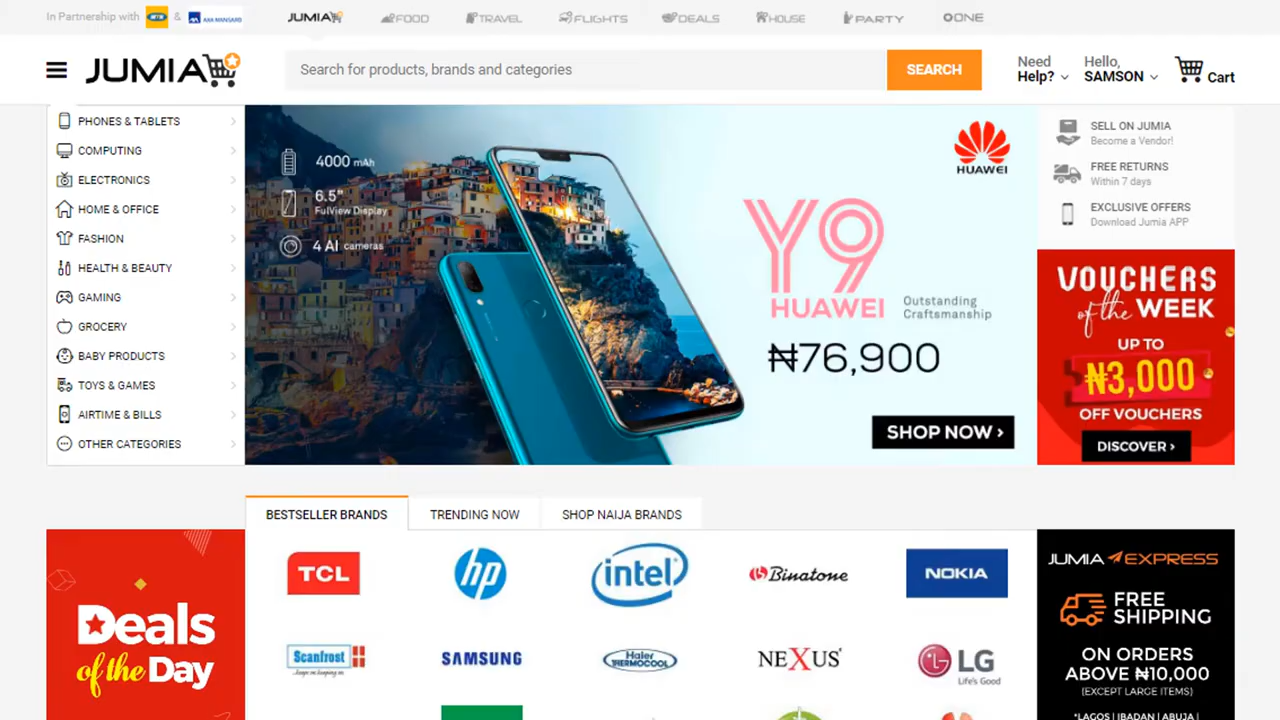 In Partnership with MTN & AXA MANSARD
JUMIA FOOD TRAVEL FLIGHTS DEALS HOUSE PARTY ONE
JUMIA
Search for products, brands and categories
SEARCH
Need
Help?
Hello,
SAMSON
Cart
PHONES & TABLETS
COMPUTING
ELECTRONICS
HOME & OFFICE
FASHION
HEALTH & BEAUTY
GAMING
GROCERY
BABY PRODUCTS
TOYS & GAMES
AIRTIME & BILLS
OTHER CATEGORIES
4000 mAh
6.5"
FulView Display
4 AI cameras
HUAWEI
Y9
HUAWEI
Outstanding
Craftsmanship
₦76,900
SHOP NOW ›
SELL ON JUMIA
Become a Vendor!
FREE RETURNS
Within 7 days
EXCLUSIVE OFFERS
Download Jumia APP
VOUCHERS
of the WEEK
UP TO
₦3,000
OFF VOUCHERS
DISCOVER ›
BESTSELLER BRANDS
TRENDING NOW
SHOP NAIJA BRANDS
Deals
of the Day
TCL
hp
intel
Binatone
NOKIA
Scanfrost
SAMSUNG
Haier
THERMOCOOL
NEXUS
LG
Life's Good
JUMIA EXPRESS
FREE
SHIPPING
ON ORDERS
ABOVE ₦10,000
(EXCEPT LARGE ITEMS)
*LAGOS | IBADAN | ABUJA |